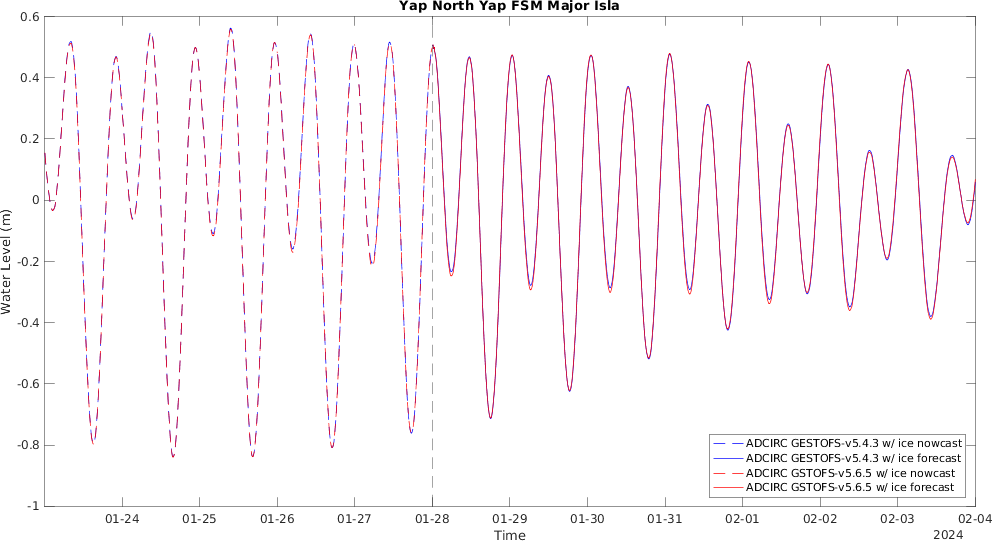 Yap North Yap FSM Major Isla
0.6
0.4
0.2
0
-0.2
-0.4
-0.6
-0.8
-1
Water Level (m)
ADCIRC GESTOFS-v5.4.3 w/ ice nowcast
ADCIRC GESTOFS-v5.4.3 w/ ice forecast
ADCIRC GSTOFS-v5.6.5 w/ ice nowcast
ADCIRC GSTOFS-v5.6.5 w/ ice forecast
01-24 01-25 01-26 01-27 01-28 01-29 01-30 01-31 02-01 02-02 02-03 02-04
Time
2024